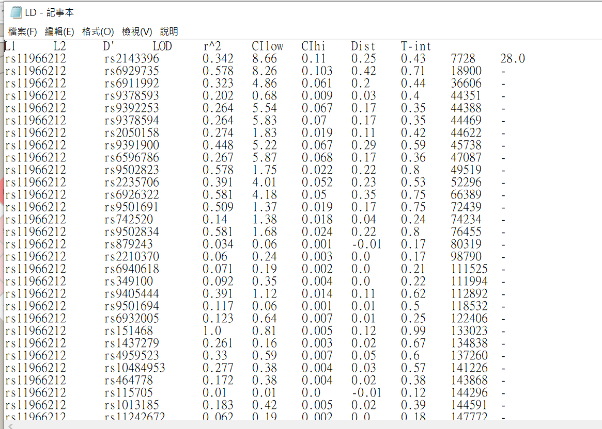 LD - 記事本
檔案(F) 編輯(E) 格式(O) 檢視(V) 說明
L1 L2 D' LOD r^2 CIlow CIhi Dist T-int
rs11966212 rs2143396 0.342 8.66 0.11 0.25 0.43 7728 28.0
rs11966212 rs6929735 0.578 8.26 0.103 0.42 0.71 18900 -
rs11966212 rs6911992 0.323 4.86 0.061 0.2 0.44 36606 -
rs11966212 rs9378593 0.202 0.68 0.009 0.03 0.4 44351 -
rs11966212 rs9392253 0.264 5.54 0.067 0.17 0.35 44388 -
rs11966212 rs9378594 0.264 5.83 0.07 0.17 0.35 44469 -
rs11966212 rs2050158 0.274 1.83 0.019 0.11 0.42 44622 -
rs11966212 rs9391900 0.448 5.22 0.067 0.29 0.59 45738 -
rs11966212 rs6596786 0.267 5.87 0.068 0.17 0.36 47087 -
rs11966212 rs9502823 0.578 1.75 0.022 0.22 0.8 49519 -
rs11966212 rs2235706 0.391 4.01 0.052 0.23 0.53 52296 -
rs11966212 rs6926322 0.581 4.18 0.05 0.35 0.75 66389 -
rs11966212 rs9501691 0.509 1.37 0.019 0.17 0.75 72439 -
rs11966212 rs742520 0.14 1.38 0.018 0.04 0.24 74234 -
rs11966212 rs9502834 0.581 1.68 0.024 0.22 0.8 76455 -
rs11966212 rs879243 0.034 0.06 0.001 -0.01 0.17 80319 -
rs11966212 rs2210370 0.06 0.24 0.003 0.0 0.17 98790 -
rs11966212 rs6940618 0.071 0.19 0.002 0.0 0.21 111525 -
rs11966212 rs349100 0.092 0.35 0.004 0.0 0.22 111994 -
rs11966212 rs9405444 0.391 1.12 0.014 0.11 0.62 112892 -
rs11966212 rs9501694 0.117 0.06 0.001 0.01 0.5 118532 -
rs11966212 rs6932005 0.123 0.64 0.007 0.01 0.25 122406 -
rs11966212 rs151468 1.0 0.81 0.005 0.12 0.99 133023 -
rs11966212 rs1437279 0.261 0.16 0.003 0.02 0.67 134838 -
rs11966212 rs4959523 0.33 0.59 0.007 0.05 0.6 137260 -
rs11966212 rs10484953 0.277 0.38 0.004 0.03 0.57 141226 -
rs11966212 rs464778 0.172 0.38 0.004 0.02 0.38 143868 -
rs11966212 rs115705 0.01 0.01 0.0 -0.01 0.12 144296 -
rs11966212 rs1013185 0.183 0.42 0.005 0.02 0.39 144591 -
rs11966212 rs11242672 0.062 0.19 0.002 0.0 0.18 147772 -